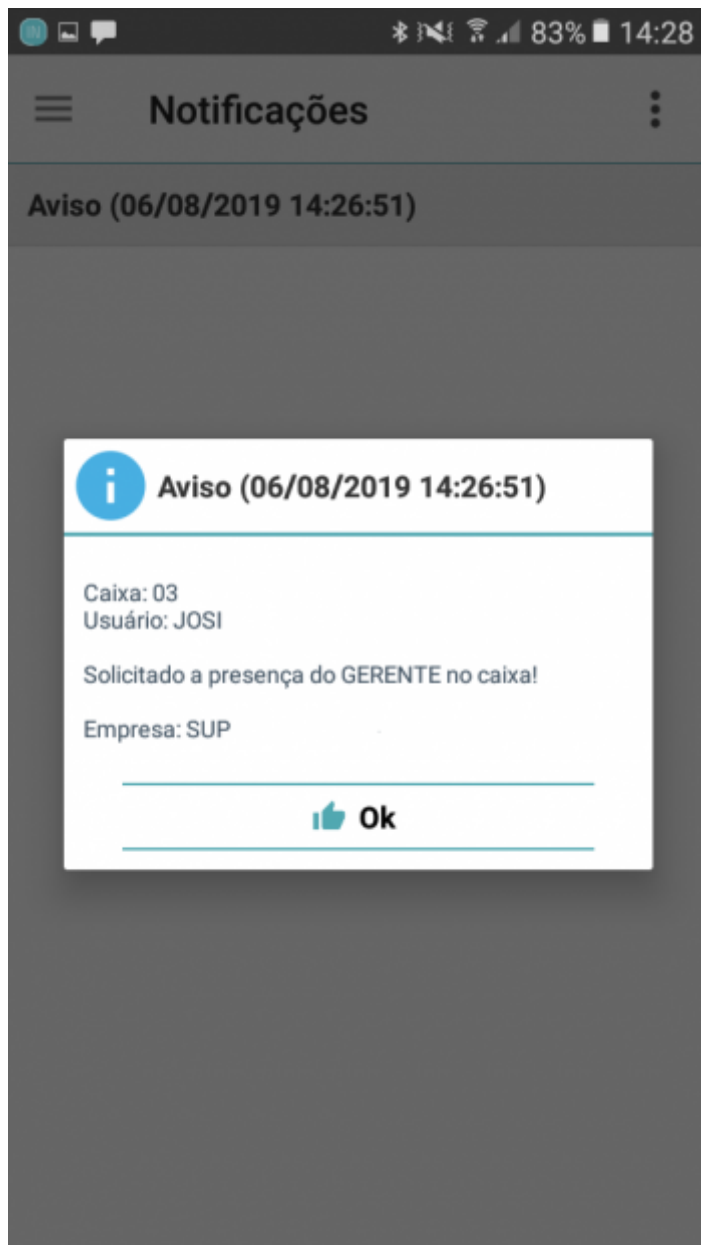 IN
83% 14:28
Notificações
Aviso (06/08/2019 14:26:51)
Aviso (06/08/2019 14:26:51)
Caixa: 03
Usuário: JOSI
Solicitado a presença do GERENTE no caixa!
Empresa: SUP
Ok